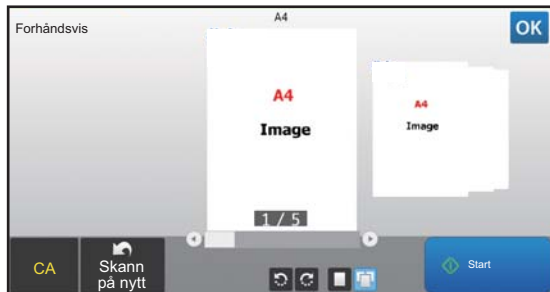 A4
Forhåndsvis
OK
A4
Image
A4
Image
1 / 5
CA
Skann
på nytt
Start